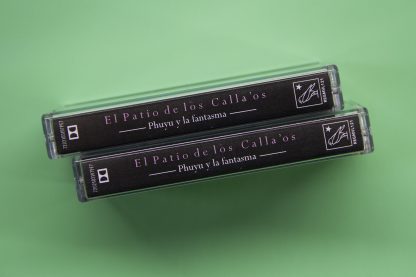 El Patio de los Calla'os
Phuyu y la fantasma
El Patio de los Calla'os
Phuyu y la fantasma